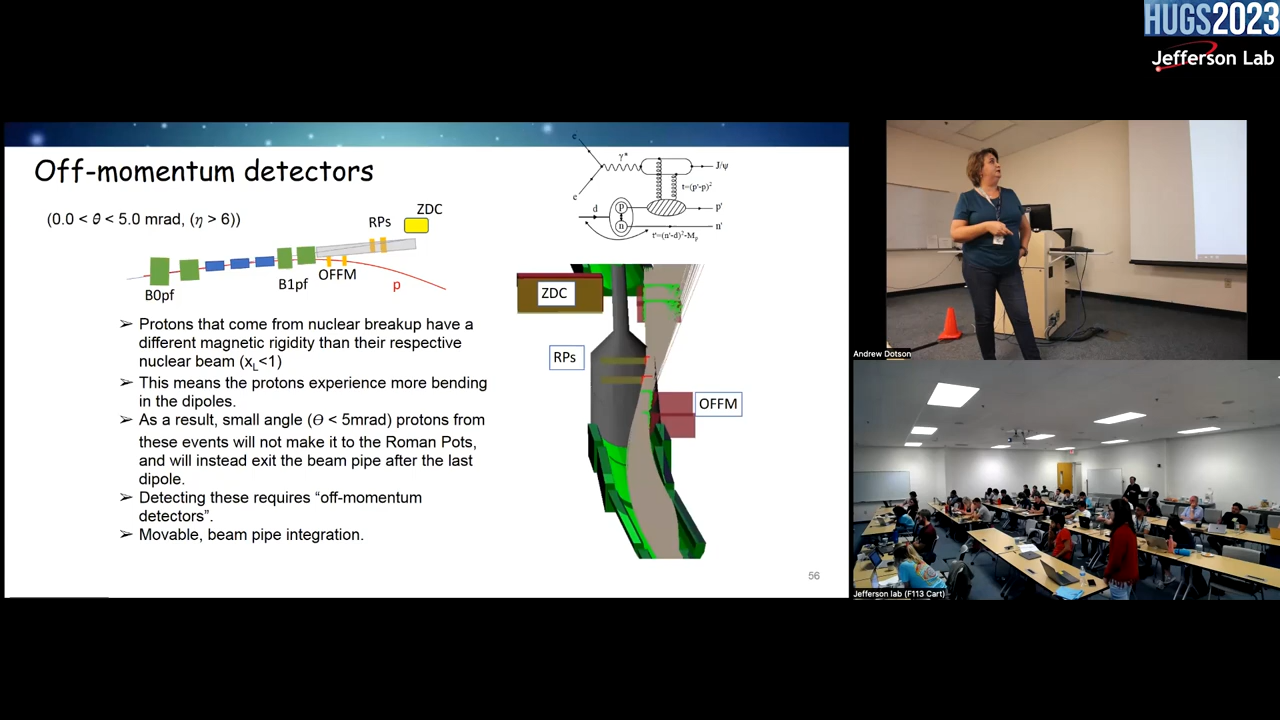 HUGS2023
Jefferson Lab
Off-momentum detectors
(0.0 < θ < 5.0 mrad, (η > 6))
ZDC
RPs
OFFM
B1pf
B0pf
p
➢ Protons that come from nuclear breakup have a
different magnetic rigidity than their respective
nuclear beam (xL<1)
➢ This means the protons experience more bending
in the dipoles.
➢ As a result, small angle (ϴ < 5mrad) protons from
these events will not make it to the Roman Pots,
and will instead exit the beam pipe after the last
dipole.
➢ Detecting these requires “off-momentum
detectors”.
➢ Movable, beam pipe integration.
e
γ*
J/ψ
t=(p'-p)²
e
d
p
p'
n
n'
ZDC
RPs
OFFM
56
Andrew Dotson
Jefferson lab (F113 Cart)